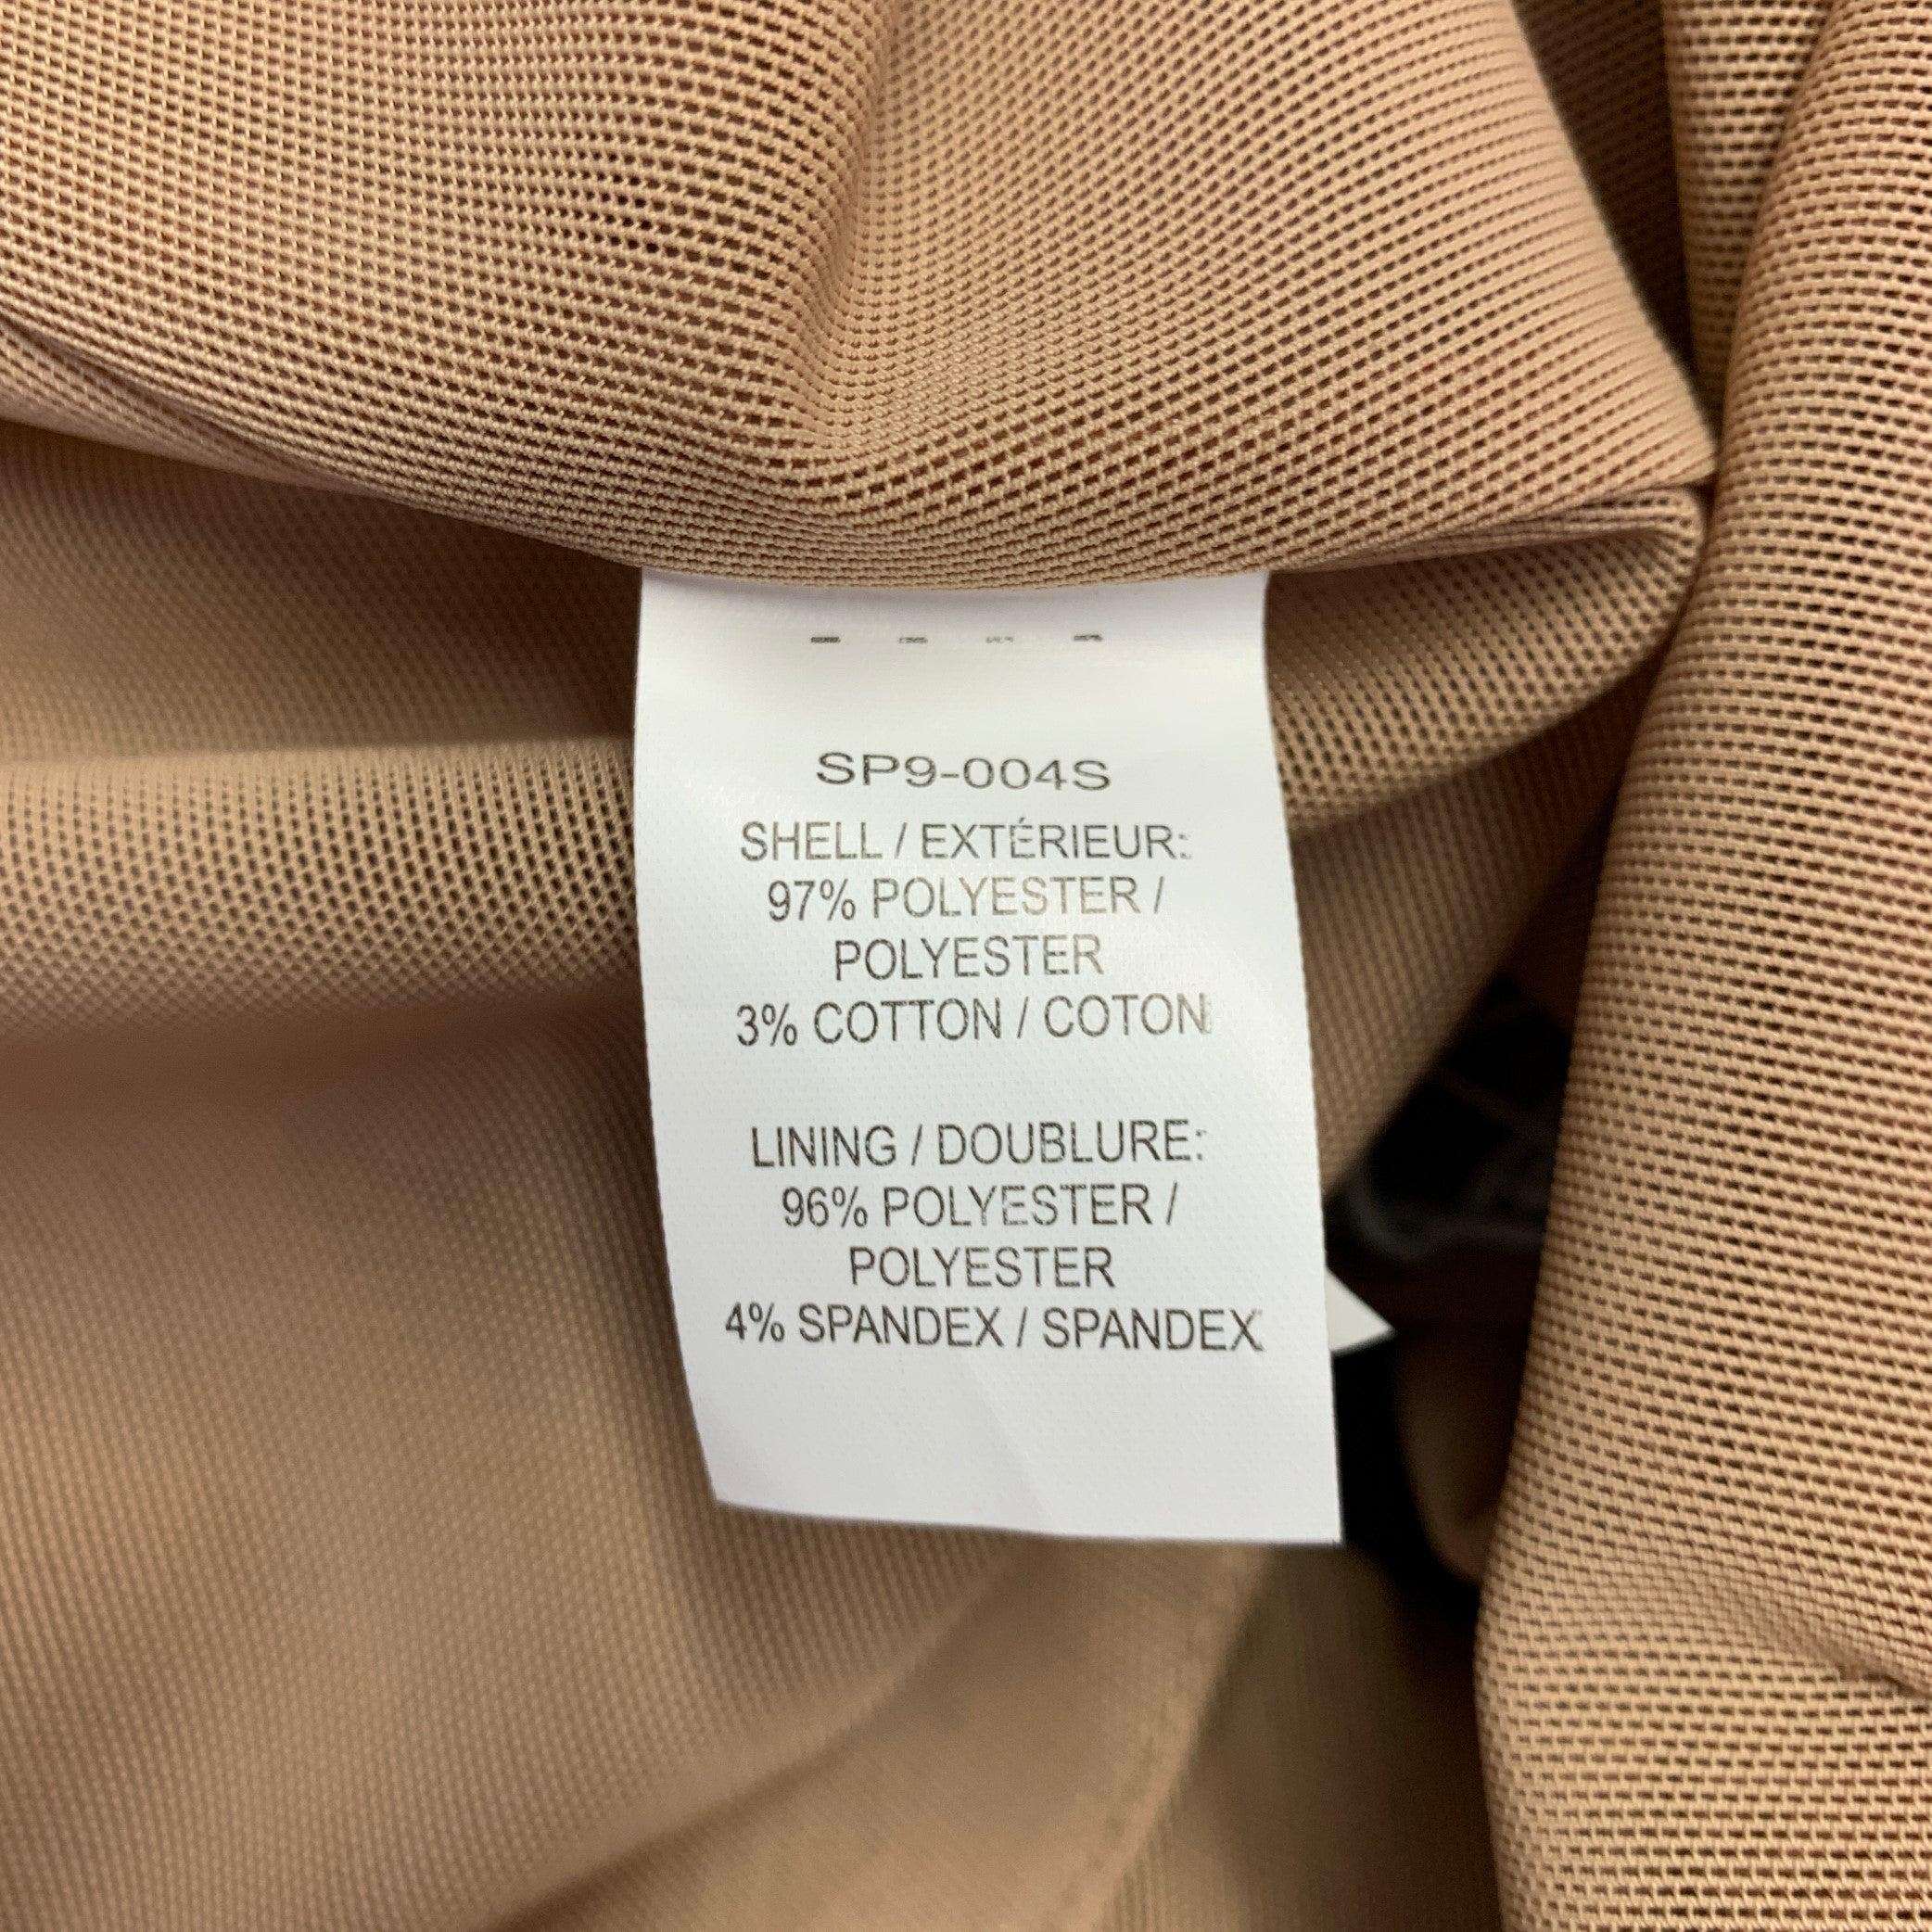 SP9-004S
SHELL / EXTÉRIEUR:
97% POLYESTER /
POLYESTER
3% COTTON / COTON
LINING / DOUBLURE:
96% POLYESTER /
POLYESTER
4% SPANDEX / SPANDEX